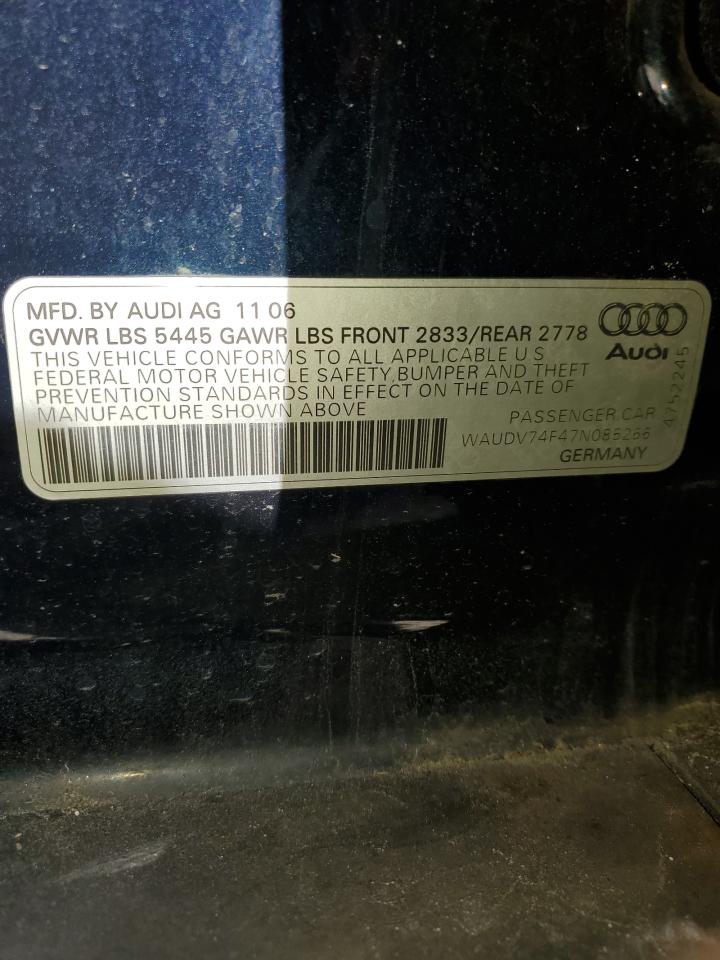 MFD. BY AUDI AG 11 06
GVWR LBS 5445 GAWR LBS FRONT 2833/REAR 2778
THIS VEHICLE CONFORMS TO ALL APPLICABLE U S
FEDERAL MOTOR VEHICLE SAFETY,BUMPER AND THEFT
PREVENTION STANDARDS IN EFFECT ON THE DATE OF
MANUFACTURE SHOWN ABOVE
Audi
4752245
PASSENGER CAR
WAUDV74F47N085266
GERMANY